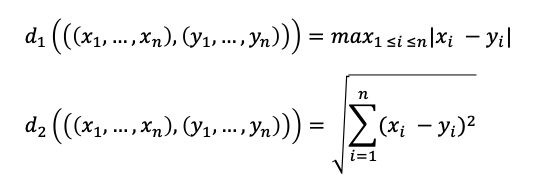 d₁ (((x₁, ..., xₙ), (y₁, ..., yₙ))) = max₁ ≤ᵢ ≤ₙ|xᵢ − yᵢ|
d₂ (((x₁, ..., xₙ), (y₁, ..., yₙ))) = √(∑ᵢ₌₁ⁿ (xᵢ − yᵢ)²)